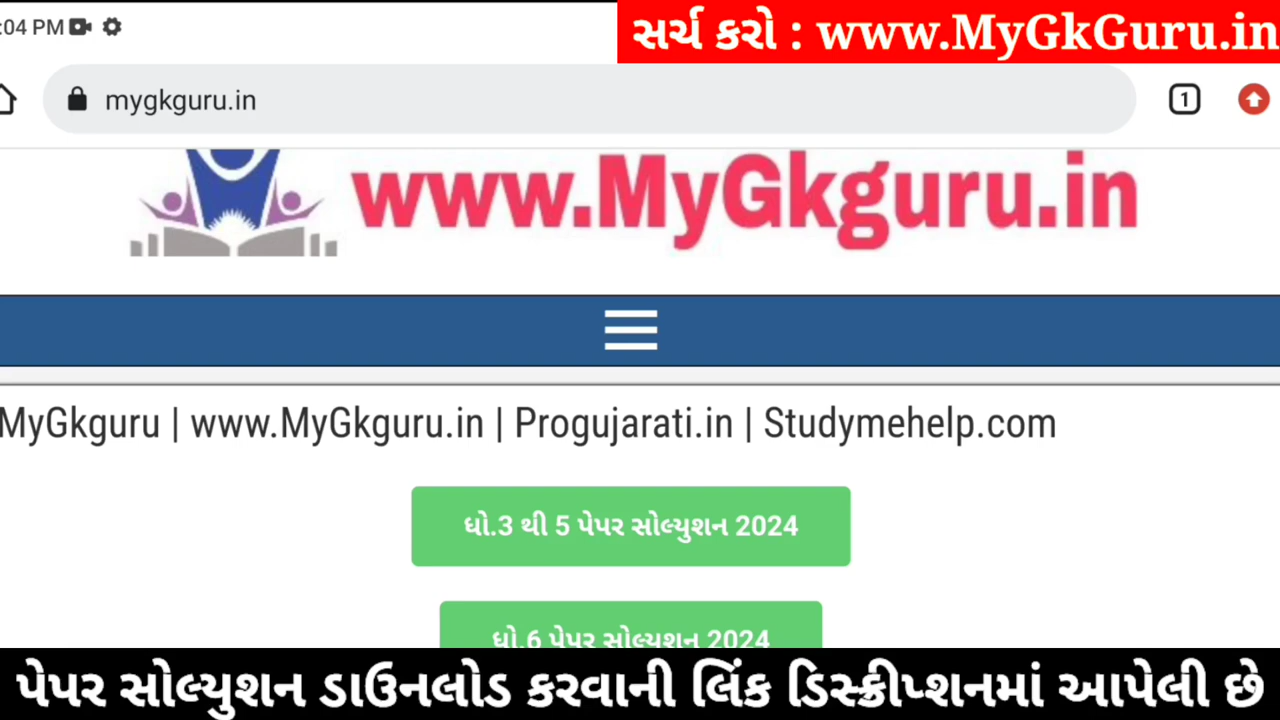 :04 PM
સર્ચ કરો : www.MyGkGuru.in
mygkguru.in
1
www.MyGkguru.in
MyGkguru | www.MyGkguru.in | Progujarati.in | Studymehelp.com
ધો.3 થી 5 પેપર સોલ્યુશન 2024
ધો.6 પેપર સોલ્યુશન 2024
પેપર સોલ્યુશન ડાઉનલોડ કરવાની લિંક ડિસ્ક્રીપ્શનમાં આપેલી છે